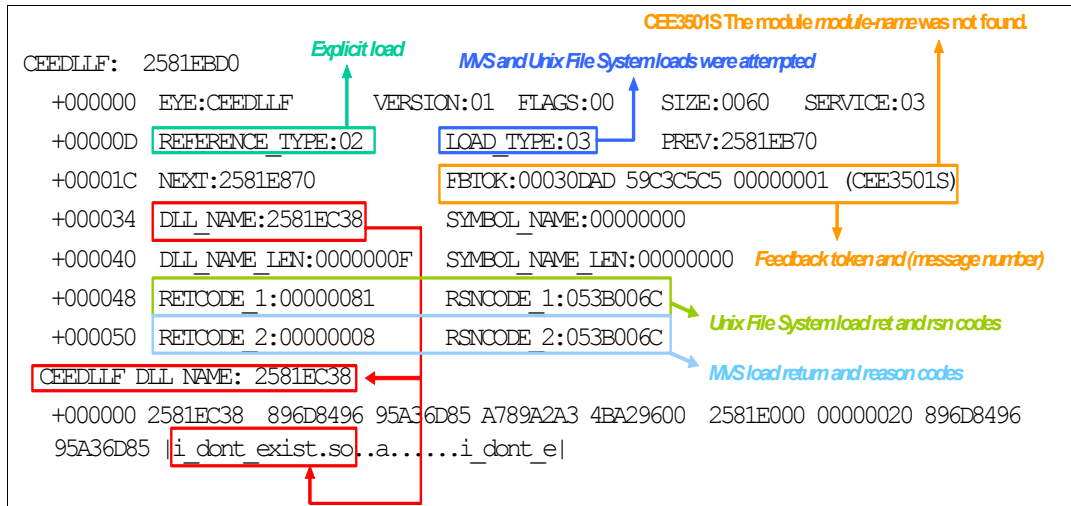 CEE3501S The module module-name was not found.
Explicit load
MVS and Unix File System loads were attempted
CEEDLLF: 2581EBD0
+000000 EYE:CEEDLLF VERSION:01 FLAGS:00 SIZE:0060 SERVICE:03
+00000D REFERENCE_TYPE:02 LOAD_TYPE:03 PREV:2581EB70
+00001C NEXT:2581E870 FBTOK:00030DAD 59C3C5C5 00000001 (CEE3501S)
+000034 DLL_NAME:2581EC38 SYMBOL_NAME:00000000
+000040 DLL_NAME_LEN:0000000F SYMBOL_NAME_LEN:00000000
Feedback token and (message number)
+000048 RETCODE_1:00000081 RSNCODE_1:053B006C
Unix File System load ret and rsn codes
+000050 RETCODE_2:00000008 RSNCODE_2:053B006C
MVS load return and reason codes
CEEDLLF DLL NAME: 2581EC38
+000000 2581EC38 896D8496 95A36D85 A789A2A3 4BA29600 2581E000 00000020 896D8496
95A36D85 |i_dont_exist.so..a......i_dont_e|